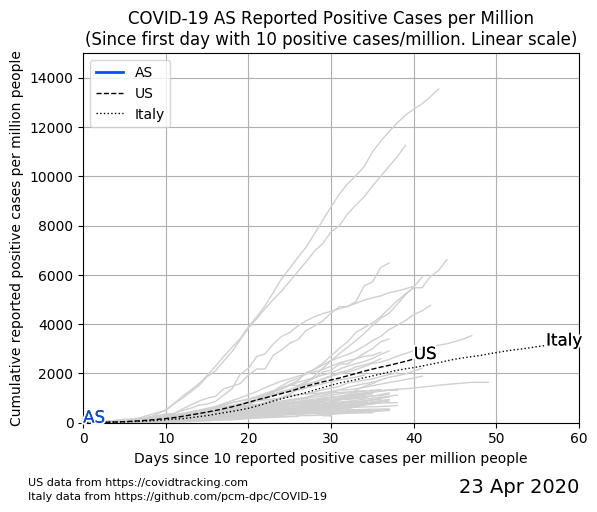 COVID-19 AS Reported Positive Cases per Million
(Since first day with 10 positive cases/million. Linear scale)
Cumulative reported positive cases per million people
14000
12000
10000
8000
6000
4000
2000
0
AS
US
Italy
AS
US
Italy
0 10 20 30 40 50 60
Days since 10 reported positive cases per million people
US data from https://covidtracking.com
Italy data from https://github.com/pcm-dpc/COVID-19
23 Apr 2020